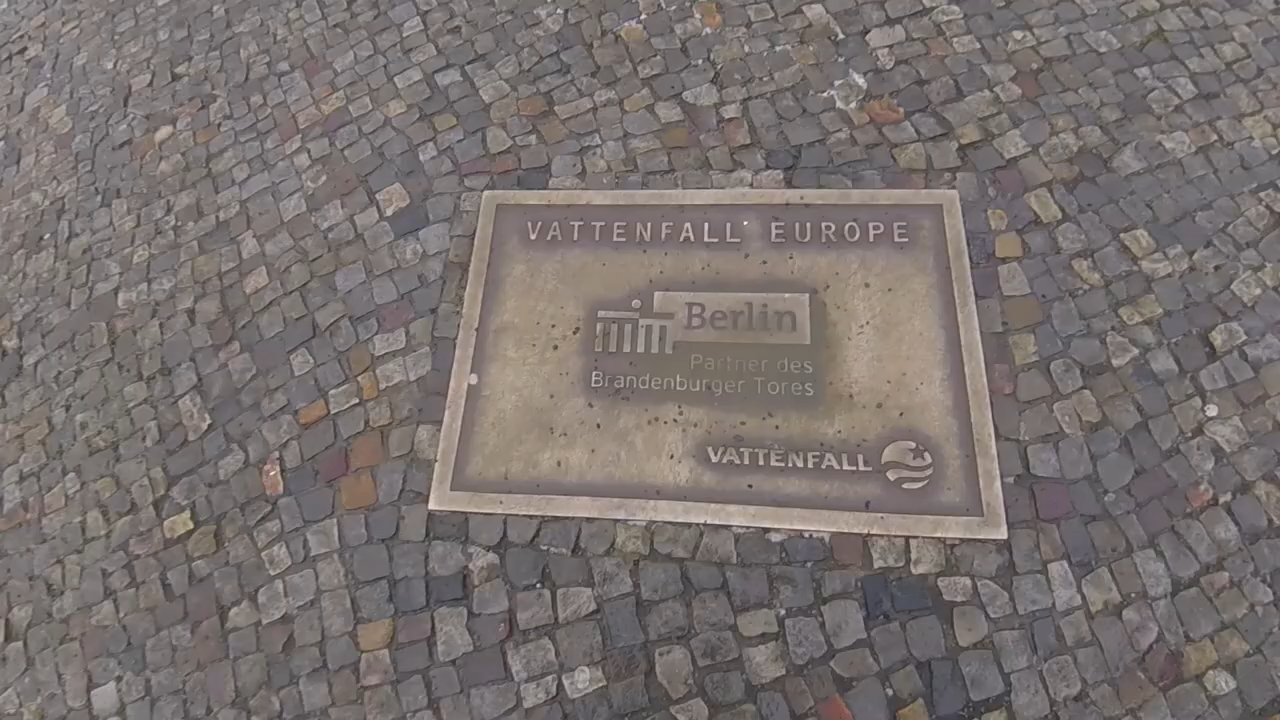 VATTENFALL EUROPE
Berlin
Partner des
Brandenburger Tores
VATTENFALL